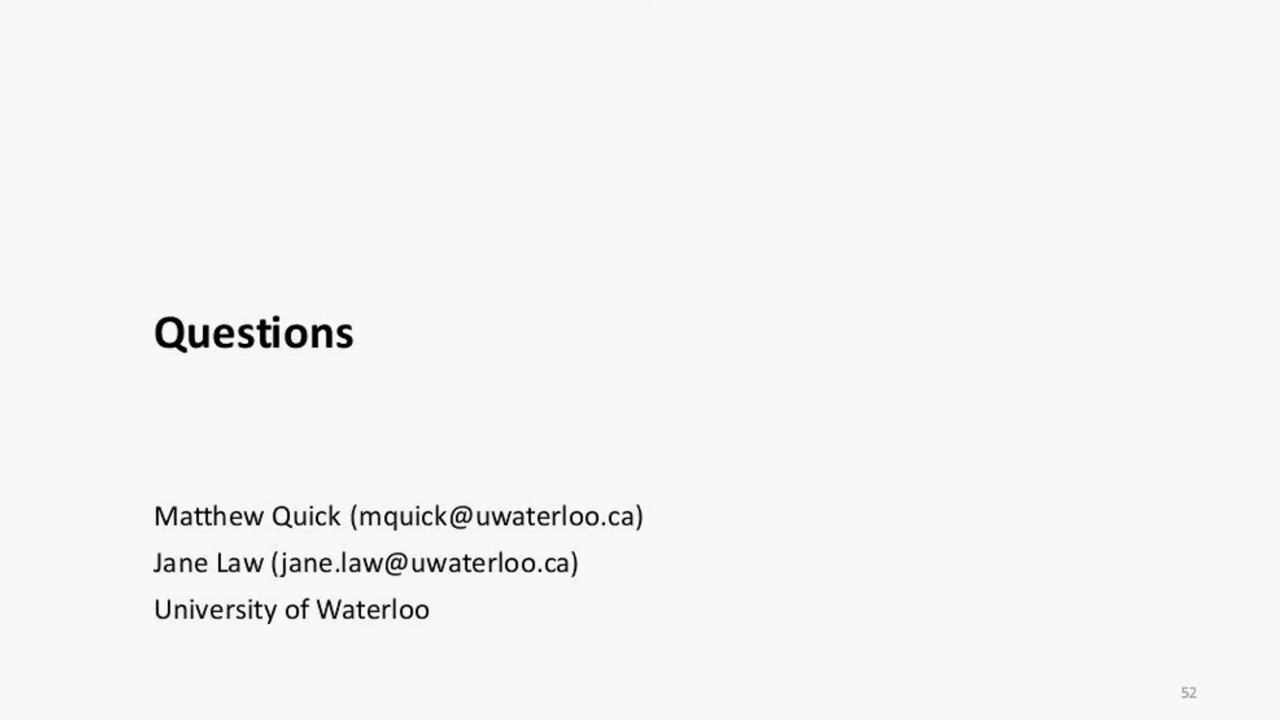 Questions
Matthew Quick (mquick@uwaterloo.ca)
Jane Law (jane.law@uwaterloo.ca)
University of Waterloo
52